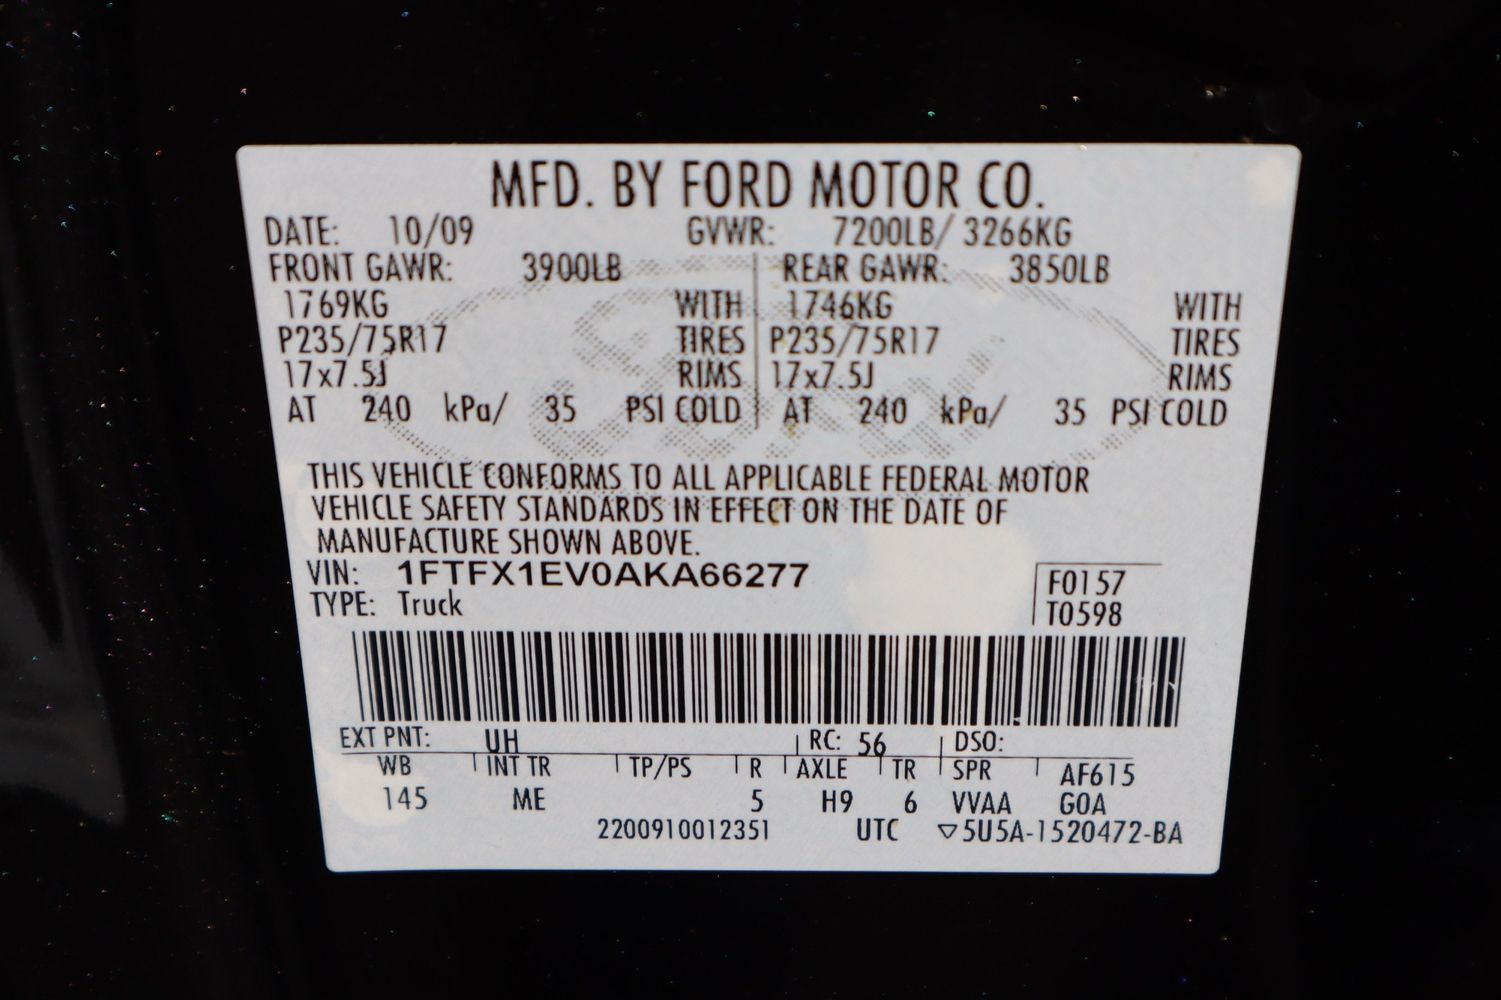 MFD. BY FORD MOTOR CO.
DATE: 10/09 GVWR: 7200LB/ 3266KG
FRONT GAWR: 3900LB REAR GAWR: 3850LB
1769KG WITH 1746KG WITH
P235/75R17 TIRES P235/75R17 TIRES
17x7.5J RIMS 17x7.5J RIMS
AT 240 kPa/ 35 PSI COLD AT 240 kPa/ 35 PSI COLD
Ford
THIS VEHICLE CONFORMS TO ALL APPLICABLE FEDERAL MOTOR
VEHICLE SAFETY STANDARDS IN EFFECT ON THE DATE OF
MANUFACTURE SHOWN ABOVE.
VIN: 1FTFX1EV0AKA66277 F0157
TYPE: Truck T0598
EXT PNT: UH RC: 56 DSO:
WB INT TR TP/PS R AXLE TR SPR AF615
145 ME 5 H9 6 VVAA GOA
2200910012351 UTC ▽5U5A-1520472-BA